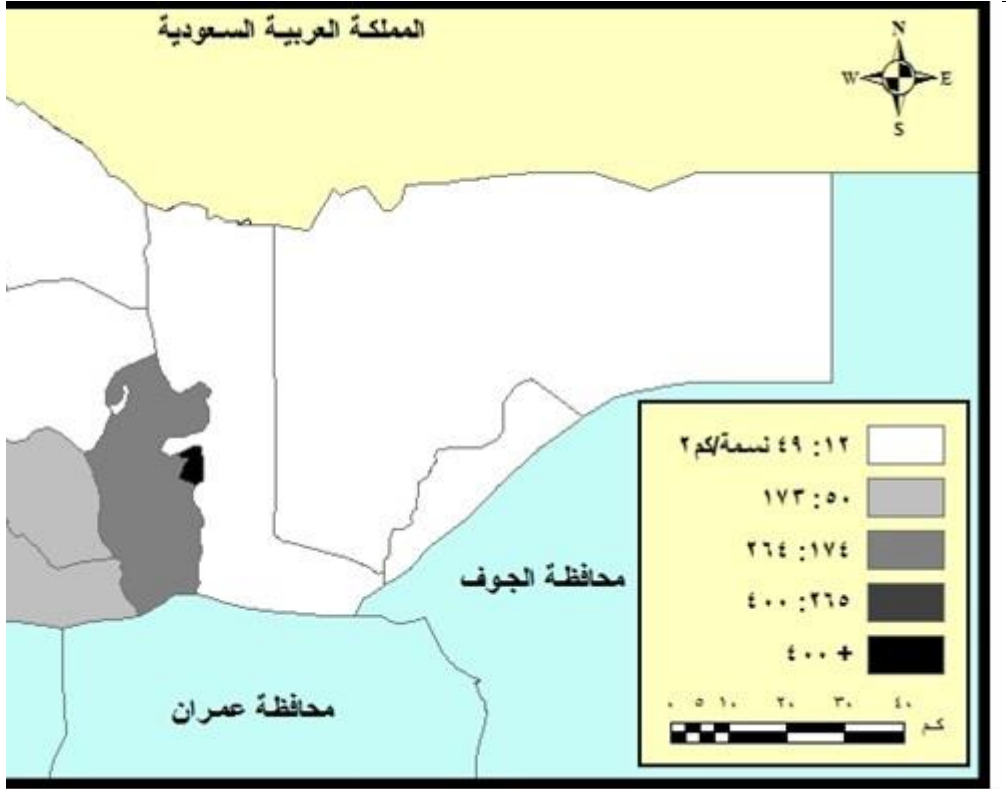 المملكة العربية السعودية
N
W E
S
١٢: ٤٩ نسمة/كم٢
٥٠: ١٧٣
١٧٤: ٢٦٤
٢٦٥: ٤٠٠
+ ٤٠٠
٠ ٥ ١٠ ٢٠ ٣٠ ٤٠
كم
محافظة الجوف
محافظة عمران